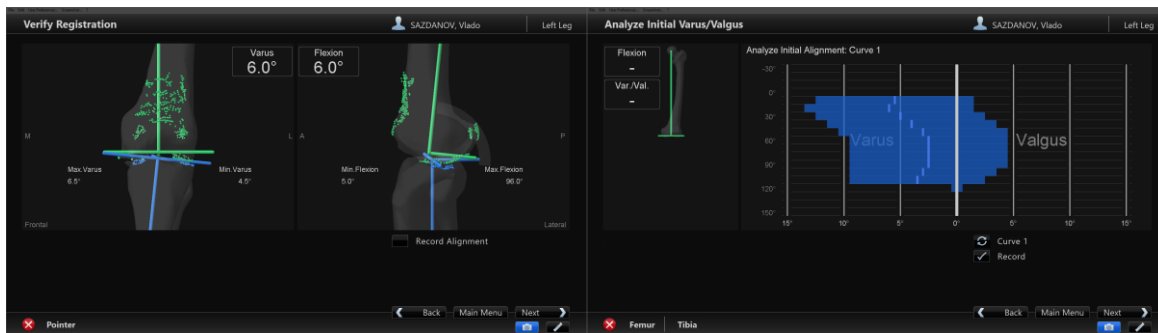 Verify Registration
SAZDANOV, Vlado
Left Leg
Varus
6.0°
Flexion
6.0°
M
L
A
P
Max.Varus
6.5°
Min.Varus
4.5°
Min.Flexion
5.0°
Max.Flexion
96.0°
Frontal
Lateral
Record Alignment
Back
Main Menu
Next
Pointer
Analyze Initial Varus/Valgus
SAZDANOV, Vlado
Left Leg
Flexion
-
Var./Val.
-
Analyze Initial Alignment: Curve 1
-30°
0°
30°
60°
90°
120°
150°
Varus
Valgus
15°
10°
5°
0°
5°
10°
15°
Curve 1
Record
Back
Main Menu
Next
Femur
Tibia